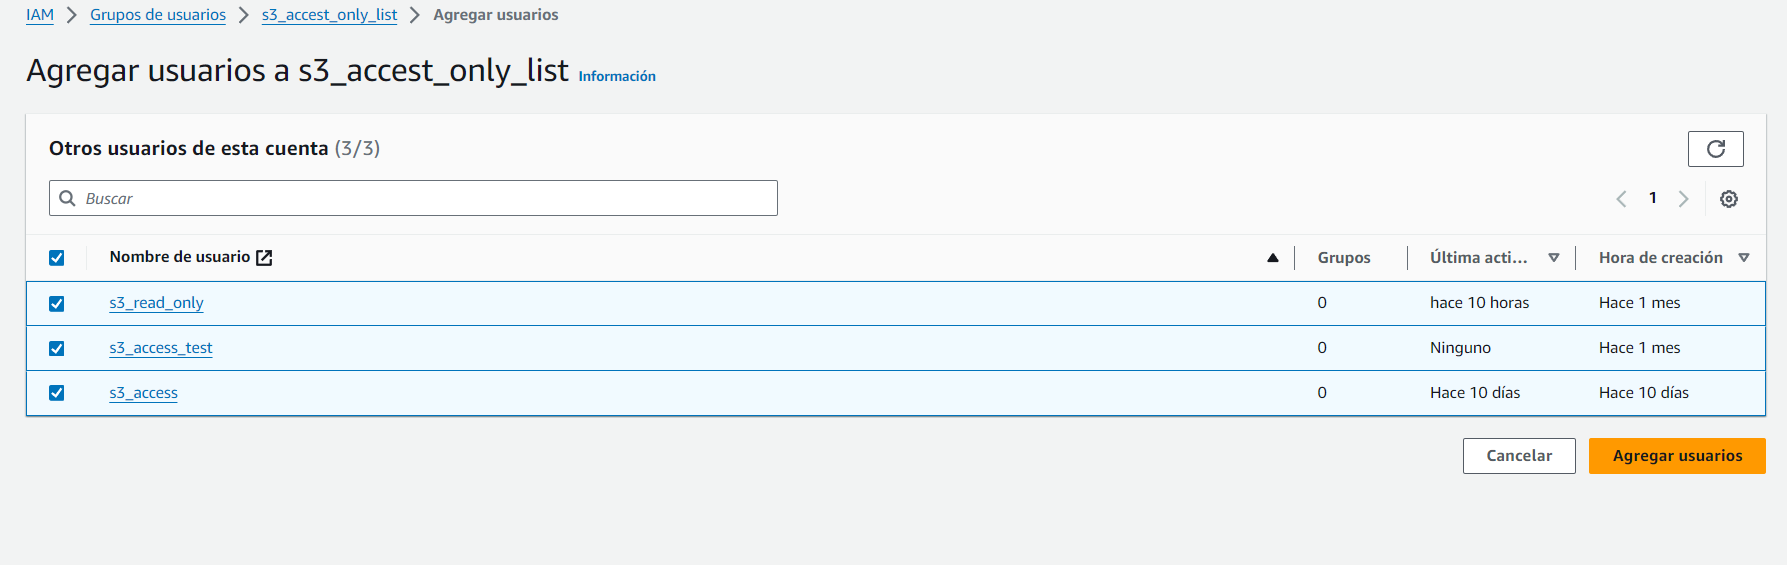 IAM > Grupos de usuarios > s3_accest_only_list > Agregar usuarios
Agregar usuarios a s3_accest_only_list Información
Otros usuarios de esta cuenta (3/3)
Buscar
1
Nombre de usuario Grupos Última acti... Hora de creación
s3_read_only 0 hace 10 horas Hace 1 mes
s3_access_test 0 Ninguno Hace 1 mes
s3_access 0 Hace 10 días Hace 10 días
Cancelar Agregar usuarios